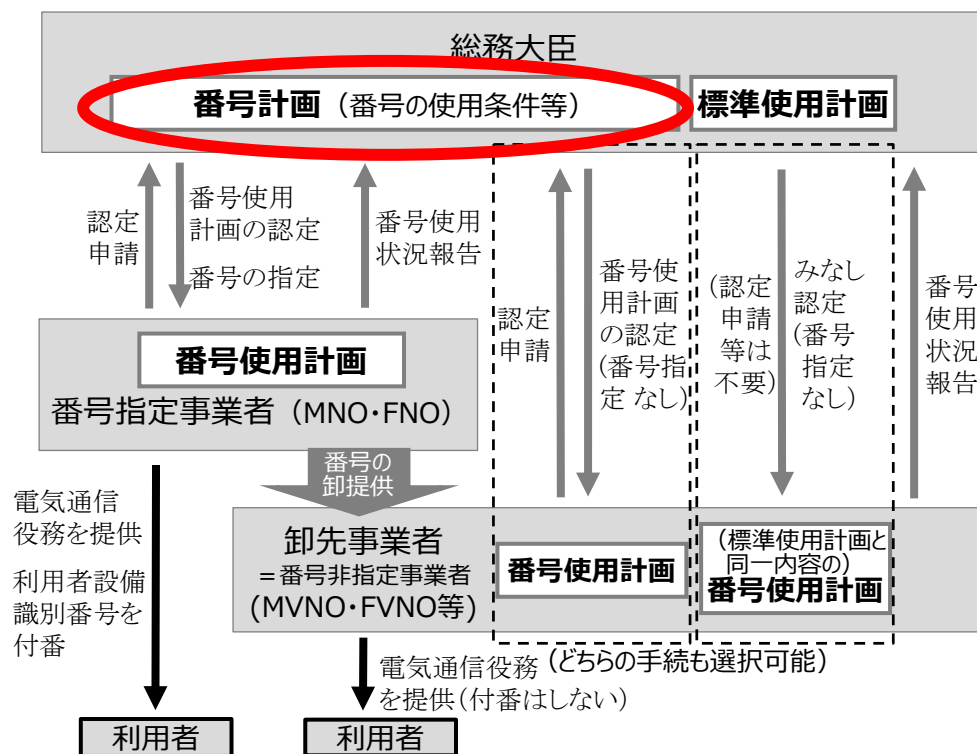 総務大臣
番号計画（番号の使用条件等）
標準使用計画
認定
申請
番号使用
計画の認定
番号の指定
番号使用
状況報告
認定
申請
番号使
用計画
の認定
(番号指
定 なし)
(認定
申請
等は
不要)
みなし
認定
(番号
指定
なし)
番号
使用
状況
報告
番号使用計画
番号指定事業者（MNO・FNO）
番号の
卸提供
電気通信
役務を提供
利用者設備
識別番号を
付番
卸先事業者
＝番号非指定事業者
(MVNO・FVNO等)
番号使用計画
(標準使用計画と
同一内容の)
番号使用計画
(どちらの手続も選択可能)
電気通信役務
を提供(付番はしない)
利用者
利用者